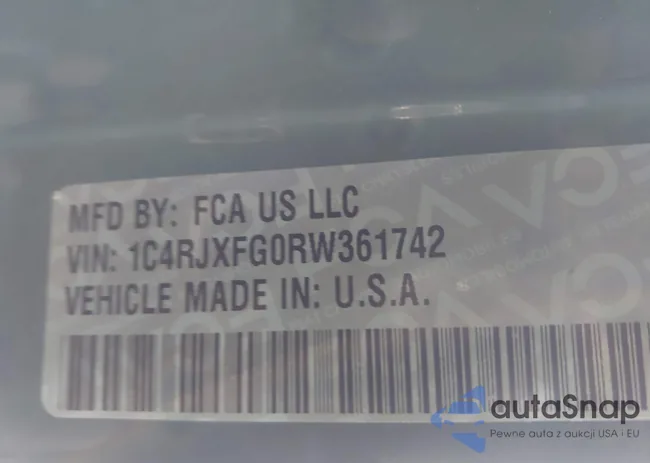 MFD BY: FCA US LLC
VIN: 1C4RJXFG0RW361742
VEHICLE MADE IN: U.S.A.
autaSnap
Pewne auta z aukcji USA i EU